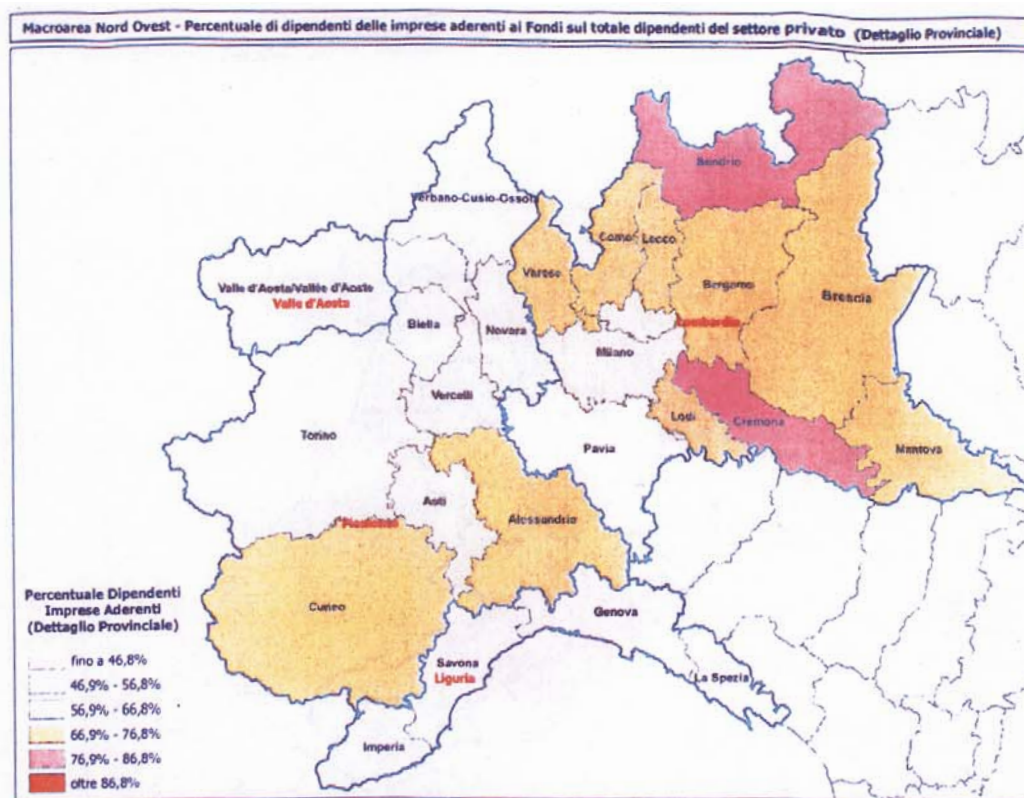 Macroarea Nord Ovest - Percentuale di dipendenti delle imprese aderenti ai Fondi sul totale dipendenti del settore privato (Dettaglio Provinciale)
Sondrio
Verbano-Cusio-Ossola
Como
Lecco
Varese
Valle d'Aosta/Vallée d'Aoste
Valle d'Aosta
Bergamo
Brescia
Biella
Novara
Lombardia
Milano
Vercelli
Lodi
Cremona
Torino
Pavia
Mantova
Asti
Piemonte
Alessandria
Cuneo
Genova
Savona
Liguria
La Spezia
Imperia
Percentuale Dipendenti
Imprese Aderenti
(Dettaglio Provinciale)
fino a 46,8%
46,9% - 56,8%
56,9% - 66,8%
66,9% - 76,8%
76,9% - 86,8%
oltre 86,8%